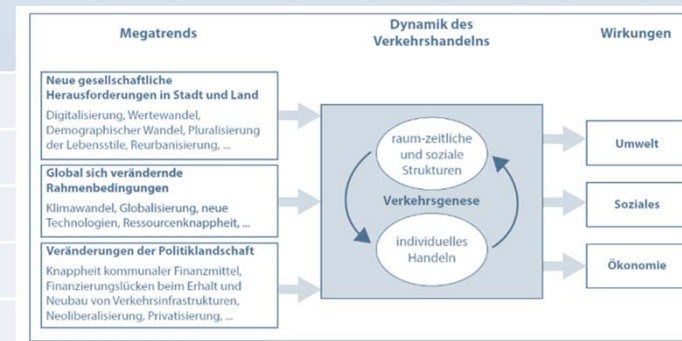 Megatrends
Dynamik des
Verkehrshandelns
Wirkungen
Neue gesellschaftliche
Herausforderungen in Stadt und Land
Digitalisierung, Wertewandel,
Demographischer Wandel, Pluralisierung
der Lebensstile, Reurbanisierung, ...
Global sich verändernde
Rahmenbedingungen
Klimawandel, Globalisierung, neue
Technologien, Ressourcenknappheit, ...
Veränderungen der Politiklandschaft
Knappheit kommunaler Finanzmittel,
Finanzierungslücken beim Erhalt und
Neubau von Verkehrsinfrastrukturen,
Neoliberalisierung, Privatisierung, ...
raum-zeitliche
und soziale
Strukturen
Verkehrsgenese
individuelles
Handeln
Umwelt
Soziales
Ökonomie